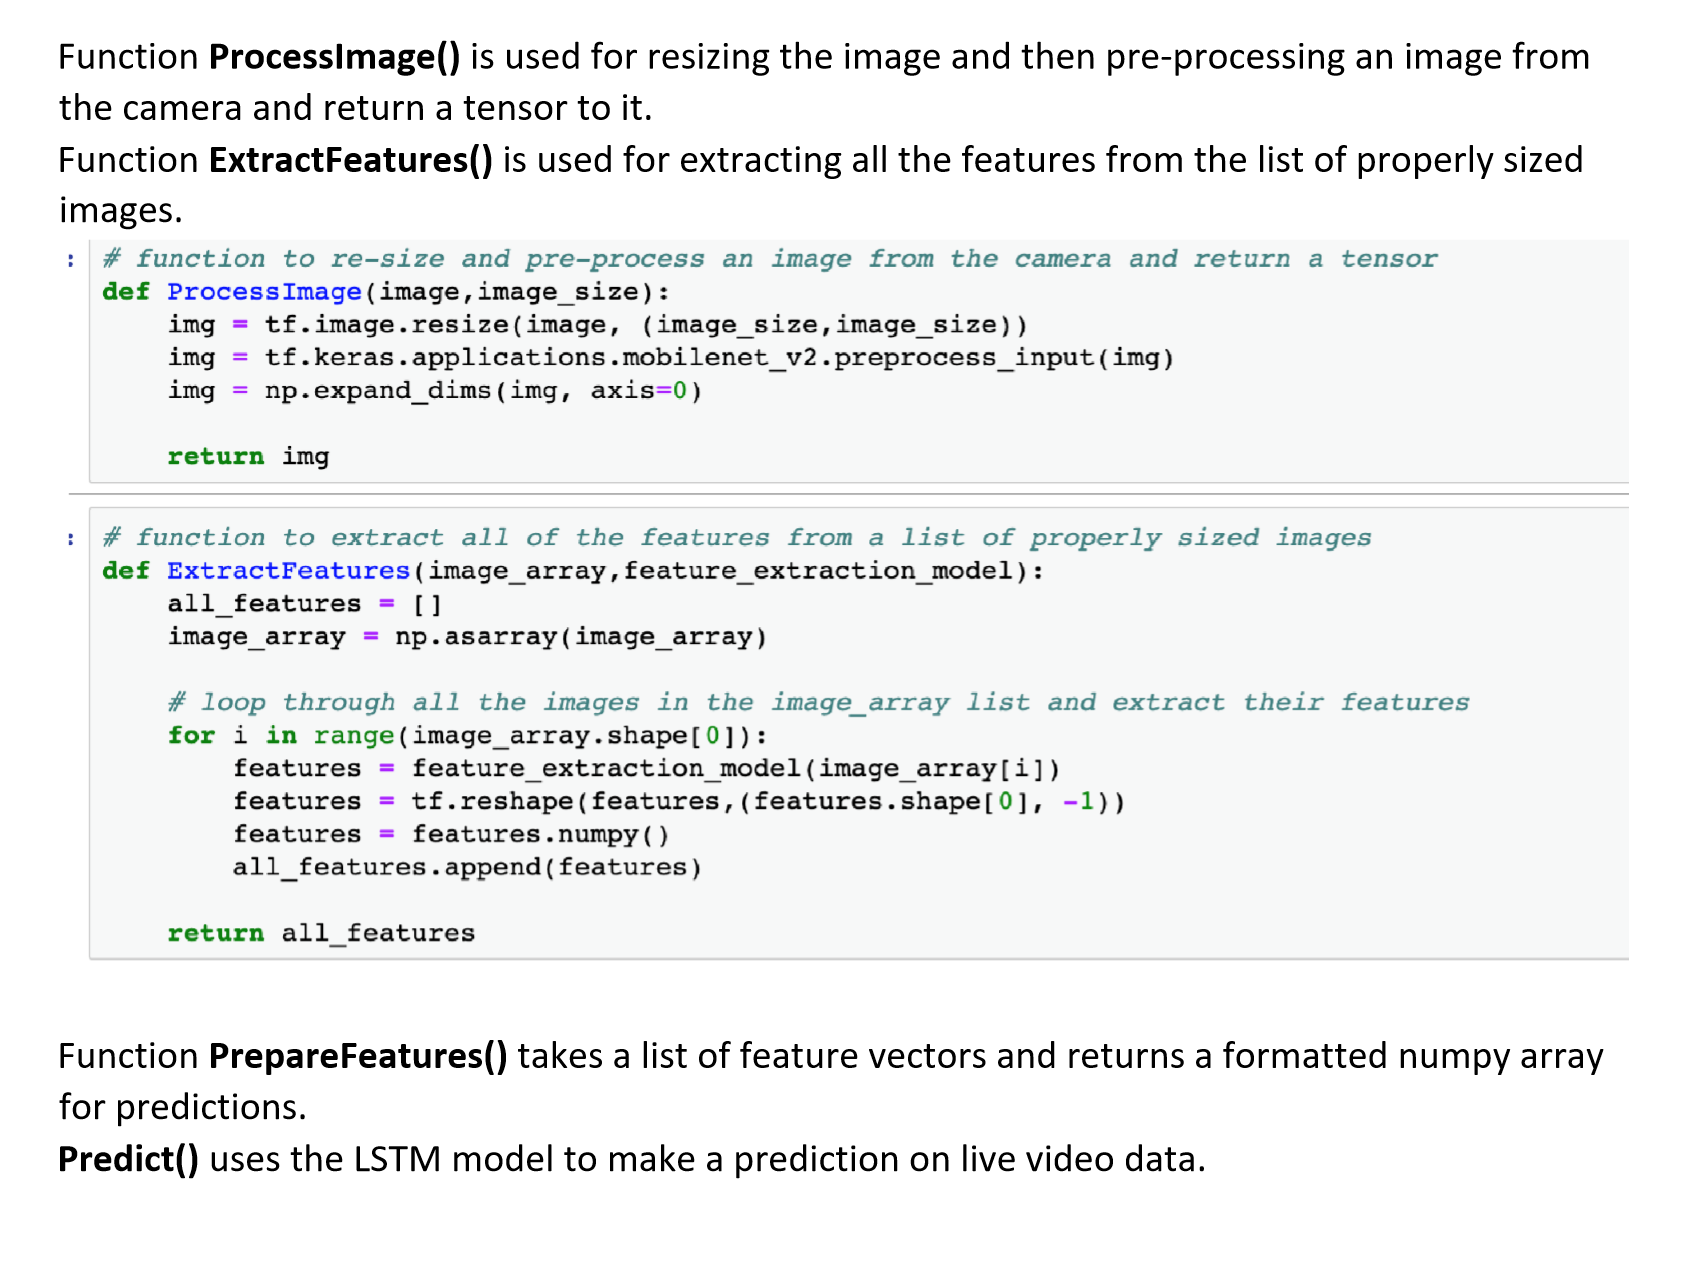 Function ProcessImage() is used for resizing the image and then pre-processing an image from
the camera and return a tensor to it.
Function ExtractFeatures() is used for extracting all the features from the list of properly sized
images.
: # function to re-size and pre-process an image from the camera and return a tensor
def ProcessImage(image,image_size):
    img = tf.image.resize(image, (image_size,image_size))
    img = tf.keras.applications.mobilenet_v2.preprocess_input(img)
    img = np.expand_dims(img, axis=0)
    return img
: # function to extract all of the features from a list of properly sized images
def ExtractFeatures(image_array,feature_extraction_model):
    all_features = []
    image_array = np.asarray(image_array)
    # loop through all the images in the image_array list and extract their features
    for i in range(image_array.shape[0]):
        features = feature_extraction_model(image_array[i])
        features = tf.reshape(features,(features.shape[0], -1))
        features = features.numpy()
        all_features.append(features)
    return all_features
Function PrepareFeatures() takes a list of feature vectors and returns a formatted numpy array
for predictions.
Predict() uses the LSTM model to make a prediction on live video data.